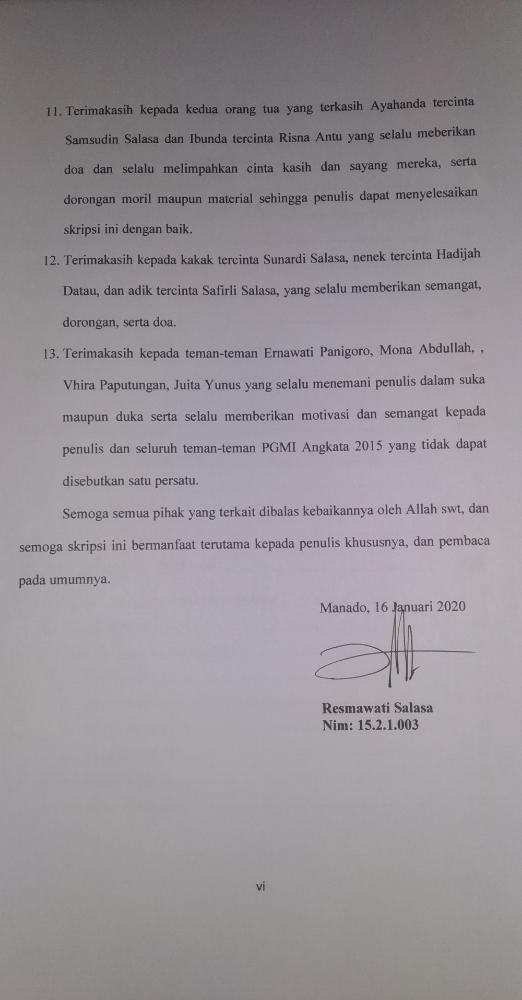 11. Terimakasih kepada kedua orang tua yang terkasih Ayahanda tercinta
Samsudin Salasa dan Ibunda tercinta Risna Antu yang selalu meberikan
doa dan selalu melimpahkan cinta kasih dan sayang mereka, serta
dorongan moril maupun material sehingga penulis dapat menyelesaikan
skripsi ini dengan baik.
12. Terimakasih kepada kakak tercinta Sunardi Salasa, nenek tercinta Hadijah
Datau, dan adik tercinta Safirli Salasa, yang selalu memberikan semangat,
dorongan, serta doa.
13. Terimakasih kepada teman-teman Ernawati Panigoro, Mona Abdullah, ,
Vhira Paputungan, Juita Yunus yang selalu menemani penulis dalam suka
maupun duka serta selalu memberikan motivasi dan semangat kepada
penulis dan seluruh teman-teman PGMI Angkata 2015 yang tidak dapat
disebutkan satu persatu.
Semoga semua pihak yang terkait dibalas kebaikannya oleh Allah swt, dan
semoga skripsi ini bermanfaat terutama kepada penulis khususnya, dan pembaca
pada umumnya.
Manado, 16 Januari 2020
Resmawati Salasa
Nim: 15.2.1.003
vi